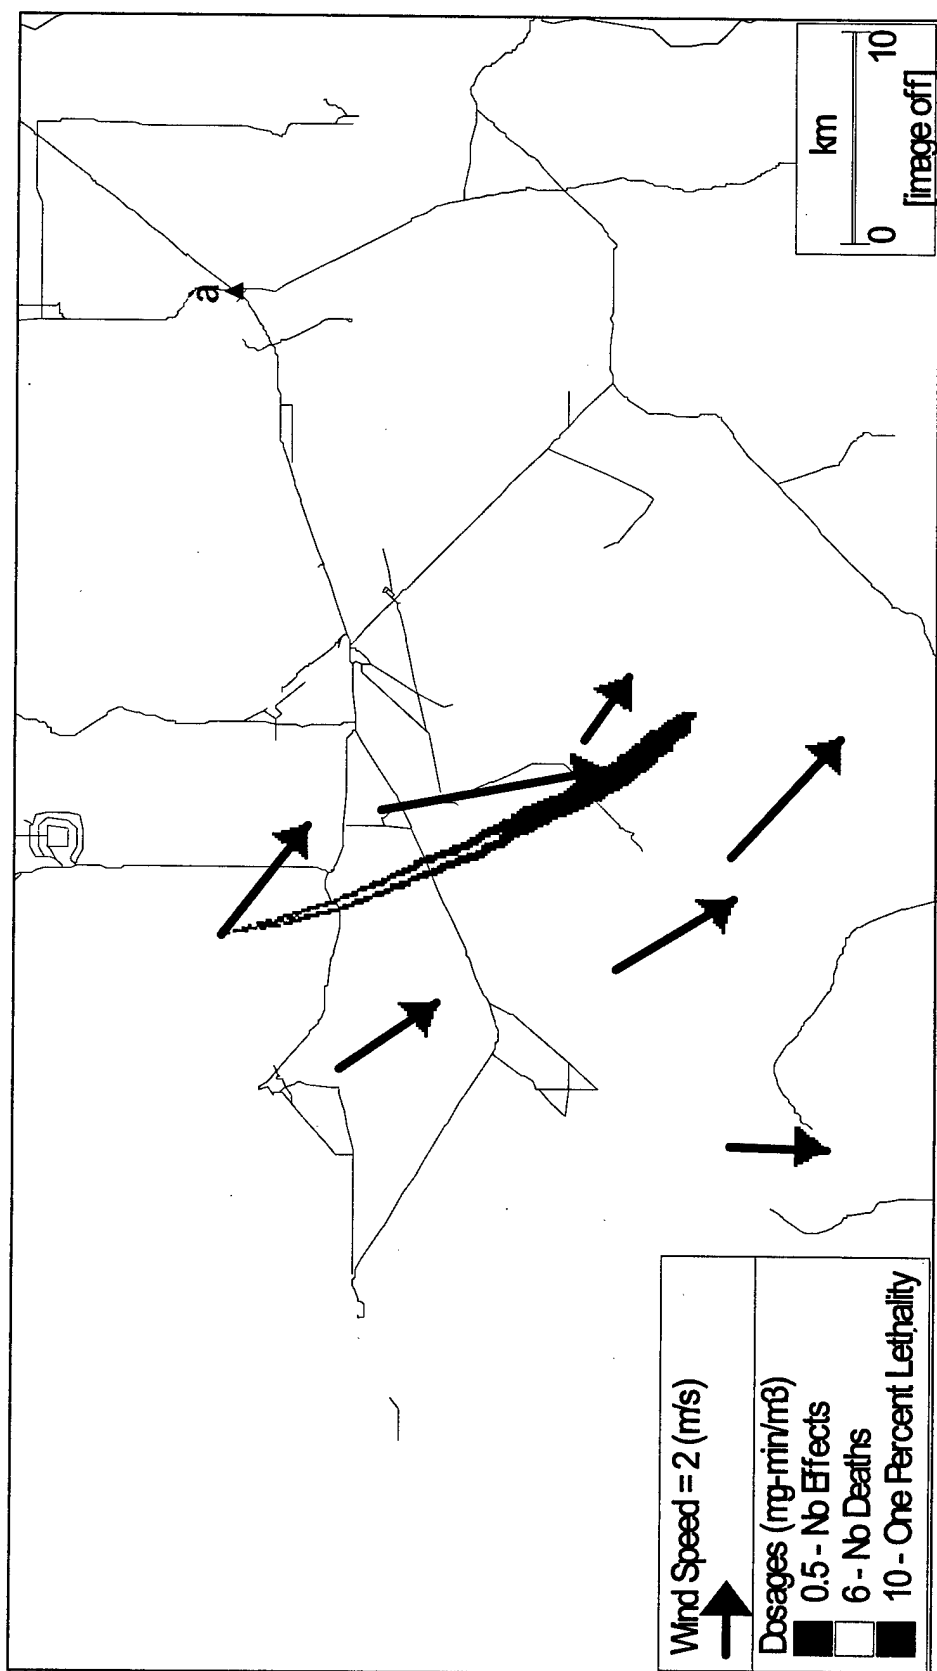 a
Wind Speed = 2 (m/s)
Dosages (mg-min/m3)
0.5 - No Effects
6 - No Deaths
10 - One Percent Lethality
km
0 10
[image off]